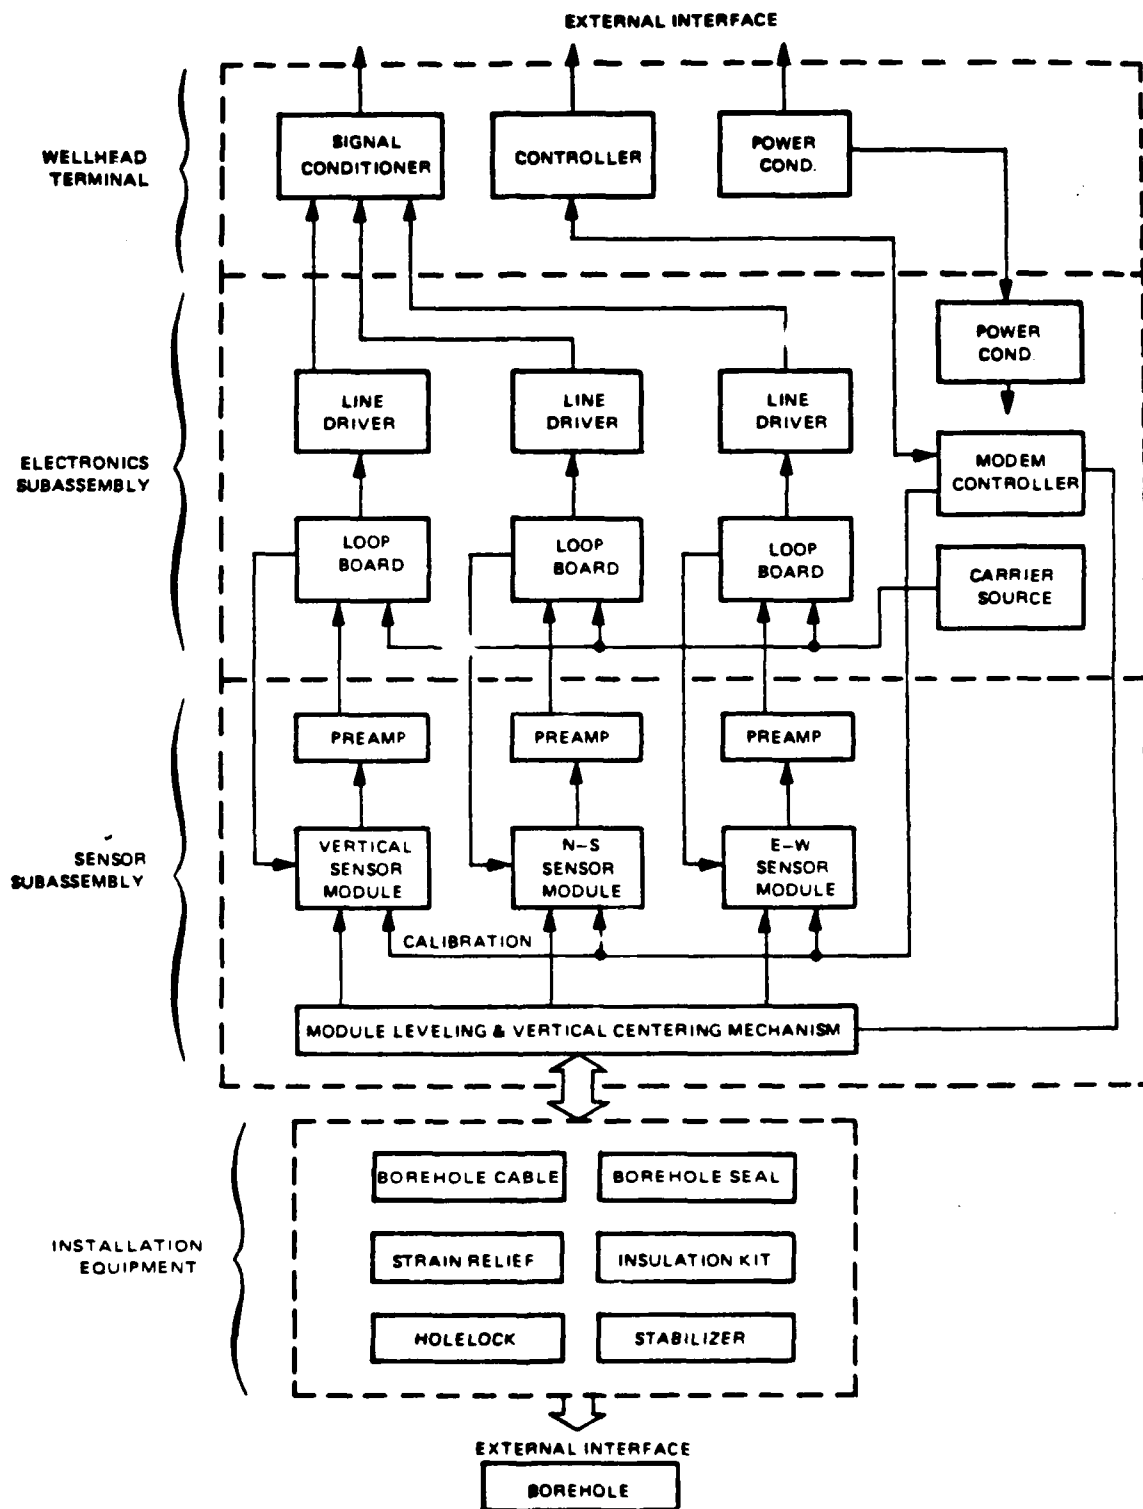 EXTERNAL INTERFACE
WELLHEAD
TERMINAL
SIGNAL
CONDITIONER
CONTROLLER
POWER
COND.
ELECTRONICS
SUBASSEMBLY
POWER
COND.
LINE
DRIVER
LINE
DRIVER
LINE
DRIVER
MODEM
CONTROLLER
LOOP
BOARD
LOOP
BOARD
LOOP
BOARD
CARRIER
SOURCE
SENSOR
SUBASSEMBLY
PREAMP
PREAMP
PREAMP
VERTICAL
SENSOR
MODULE
N-S
SENSOR
MODULE
E-W
SENSOR
MODULE
CALIBRATION
MODULE LEVELING & VERTICAL CENTERING MECHANISM
INSTALLATION
EQUIPMENT
BOREHOLE CABLE
BOREHOLE SEAL
STRAIN RELIEF
INSULATION KIT
HOLELOCK
STABILIZER
EXTERNAL INTERFACE
BOREHOLE